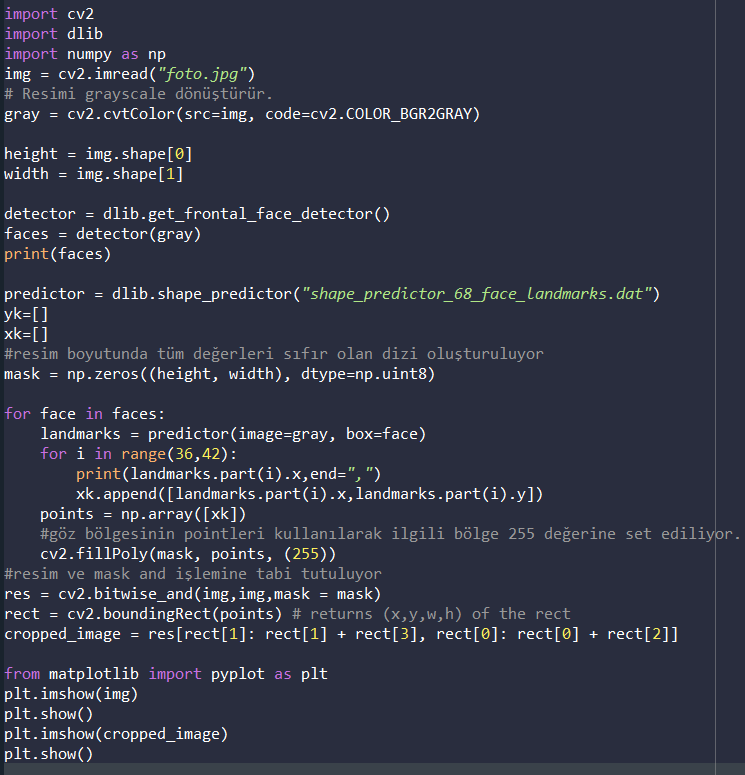 import cv2
import dlib
import numpy as np
img = cv2.imread("foto.jpg")
# Resimi grayscale dönüştürür.
gray = cv2.cvtColor(src=img, code=cv2.COLOR_BGR2GRAY)
height = img.shape[0]
width = img.shape[1]
detector = dlib.get_frontal_face_detector()
faces = detector(gray)
print(faces)
predictor = dlib.shape_predictor("shape_predictor_68_face_landmarks.dat")
yk=[]
xk=[]
#resim boyutunda tüm değerleri sıfır olan dizi oluşturuluyor
mask = np.zeros((height, width), dtype=np.uint8)
for face in faces:
    landmarks = predictor(image=gray, box=face)
    for i in range(36,42):
        print(landmarks.part(i).x,end=",")
        xk.append([landmarks.part(i).x,landmarks.part(i).y])
    points = np.array([xk])
    #göz bölgesinin pointleri kullanılarak ilgili bölge 255 değerine set ediliyor.
    cv2.fillPoly(mask, points, (255))
#resim ve mask and işlemine tabi tutuluyor
res = cv2.bitwise_and(img,img,mask = mask)
rect = cv2.boundingRect(points) # returns (x,y,w,h) of the rect
cropped_image = res[rect[1]: rect[1] + rect[3], rect[0]: rect[0] + rect[2]]
from matplotlib import pyplot as plt
plt.imshow(img)
plt.show()
plt.imshow(cropped_image)
plt.show()